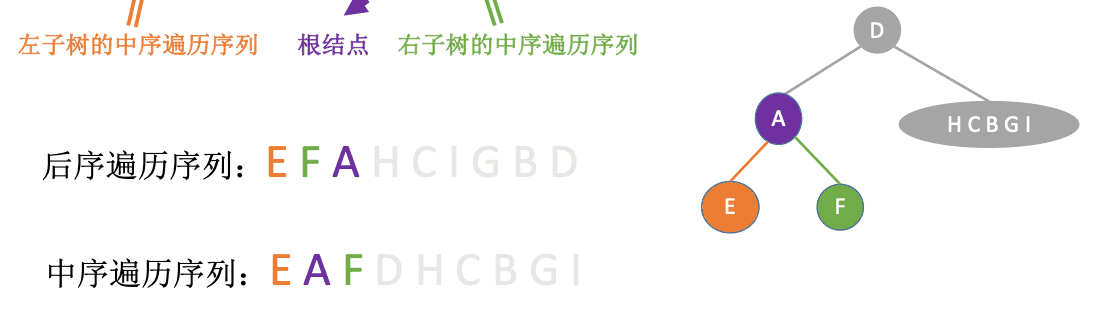 左子树的中序遍历序列 根结点 右子树的中序遍历序列
后序遍历序列：E F A H C I G B D
中序遍历序列：E A F D H C B G I
D
A
H C B G I
E
F